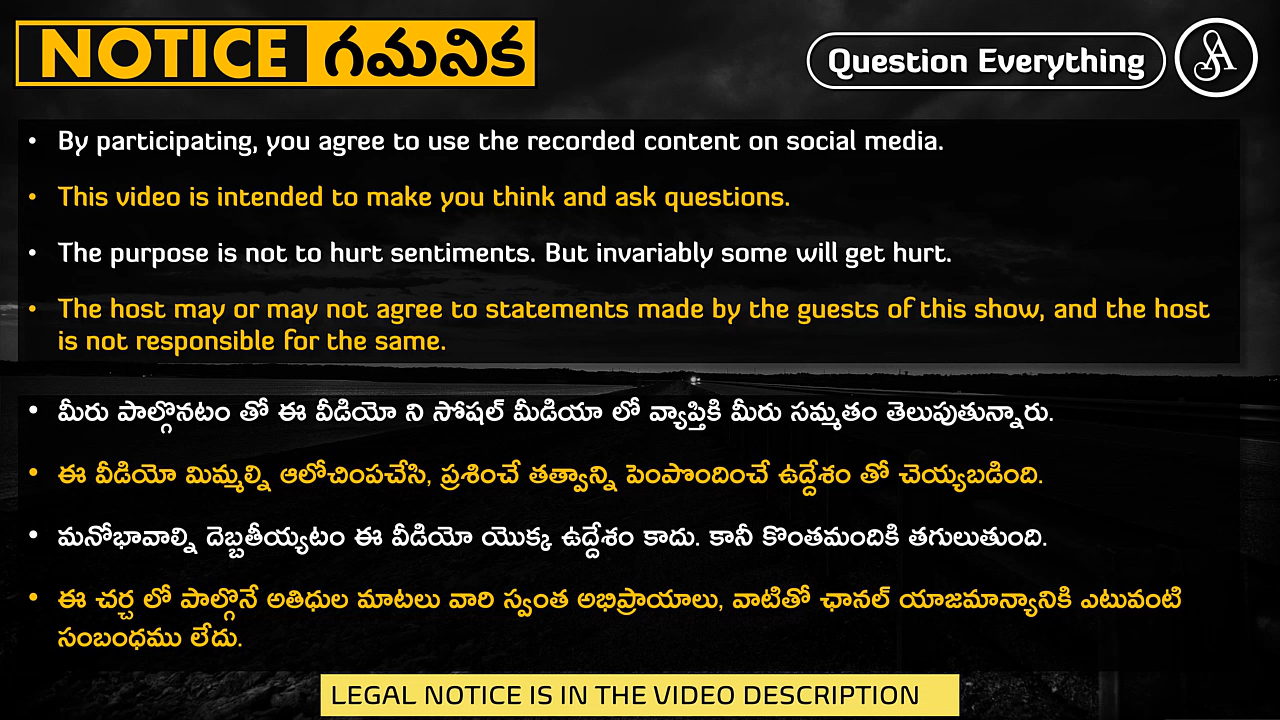 NOTICE గమనిక
Question Everything
• By participating, you agree to use the recorded content on social media.
• This video is intended to make you think and ask questions.
• The purpose is not to hurt sentiments. But invariably some will get hurt.
• The host may or may not agree to statements made by the guests of this show, and the host
is not responsible for the same.
• మీరు పాల్గొనటం తో ఈ వీడియో ని సోషల్ మీడియా లో వ్యాప్తికి మీరు సమ్మతం తెలుపుతున్నారు.
• ఈ వీడియో మిమ్మల్ని ఆలోచింపచేసి, ప్రశించే తత్వాన్ని పెంపొందించే ఉద్దేశం తో చెయ్యబడింది.
• మనోభావాల్ని దెబ్బతీయ్యటం ఈ వీడియో యొక్క ఉద్దేశం కాదు. కానీ కొంతమందికి తగులుతుంది.
• ఈ చర్చ లో పాల్గొనే అతిధుల మాటలు వారి స్వంత అభిప్రాయాలు, వాటితో ఛానల్ యాజమాన్యానికి ఎటువంటి
సంబంధము లేదు.
LEGAL NOTICE IS IN THE VIDEO DESCRIPTION